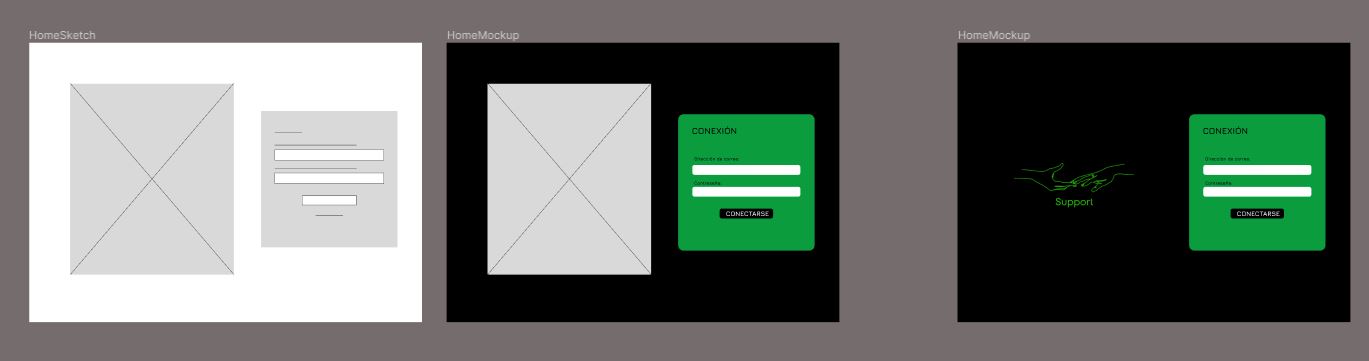 HomeSketch
HomeMockup
CONEXIÓN
Dirección de correo
Contraseña
CONECTARSE
HomeMockup
Support
CONEXIÓN
Dirección de correo
Contraseña
CONECTARSE